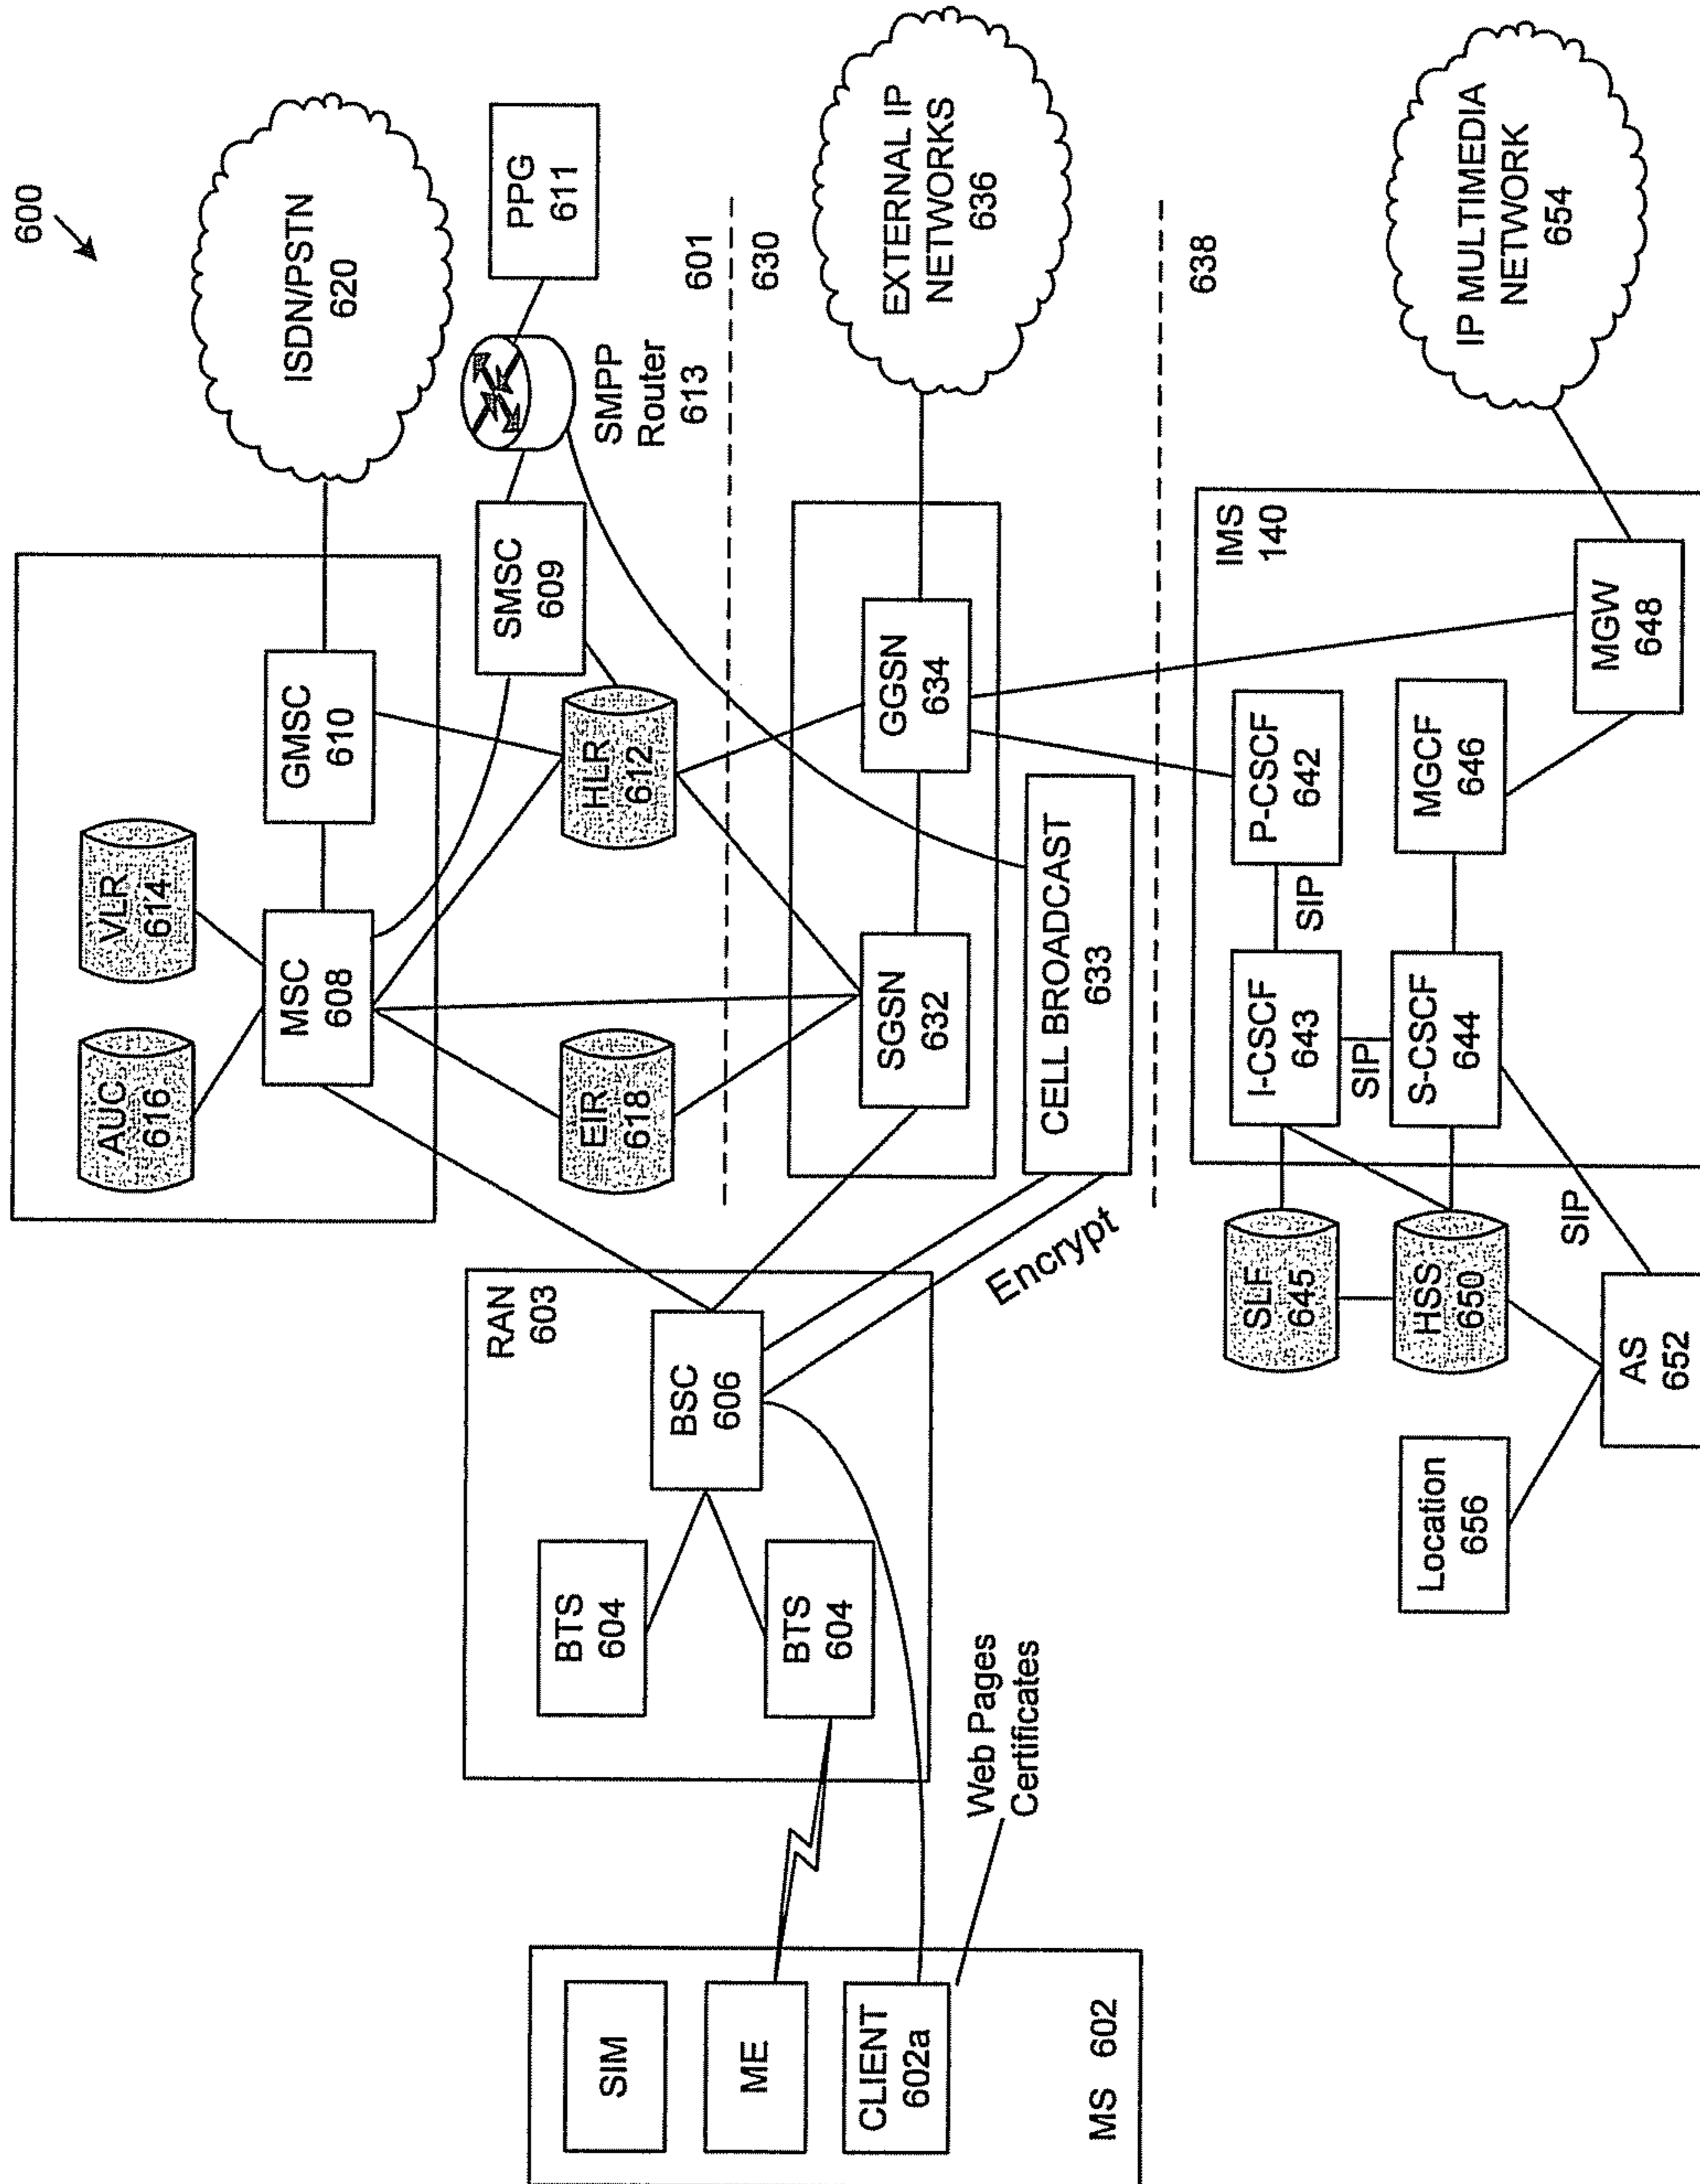 600
ISDN/PSTN
620
AUC
616
VLR
614
MSC
608
GMSC
610
SMSC
609
PPG
611
SMPP
Router
613
EIR
618
HLR
612
601
630
RAN
603
BTS
604
BTS
604
BSC
606
SIM
ME
CLIENT
602a
MS 602
Web Pages
Certificates
Encrypt
SGSN
632
GGSN
634
EXTERNAL IP
NETWORKS
636
CELL BROADCAST
633
638
IMS
140
SLF
645
I-CSCF
643
SIP
P-CSCF
642
SIP
HSS
650
S-CSCF
644
MGCF
646
SIP
Location
656
AS
652
MGW
648
IP MULTIMEDIA
NETWORK
654